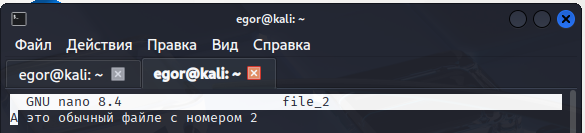 egor@kali: ~
Файл Действия Правка Вид Справка
egor@kali: ~ egor@kali: ~
GNU nano 8.4 file_2
А это обычный файле с номером 2